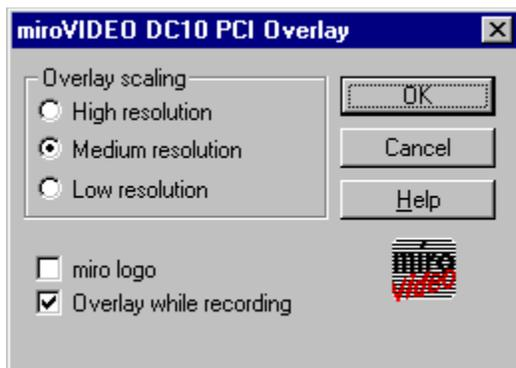 miroVIDEO DC10 PCI Overlay
Overlay scaling
High resolution
Medium resolution
Low resolution
OK
Cancel
Help
miro logo
Overlay while recording
miro
VIDEO